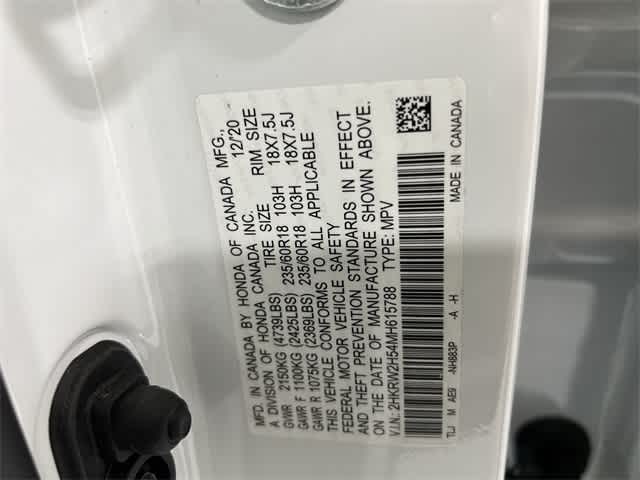 MFD. IN CANADA BY HONDA OF CANADA MFG.,
A DIVISION OF HONDA CANADA INC. 12/20
TIRE SIZE RIM SIZE
GVWR 2150KG (4739LBS)
GAWR F 1100KG (2425LBS) 235/60R18 103H 18X7.5J
GAWR R 1075KG (2369LBS) 235/60R18 103H 18X7.5J
THIS VEHICLE CONFORMS TO ALL APPLICABLE
FEDERAL MOTOR VEHICLE SAFETY
AND THEFT PREVENTION STANDARDS IN EFFECT
ON THE DATE OF MANUFACTURE SHOWN ABOVE.
V.I.N.: 2HKRW2H54MH615788 TYPE: MPV
TLJ M AE9 -NH883P -A -H MADE IN CANADA